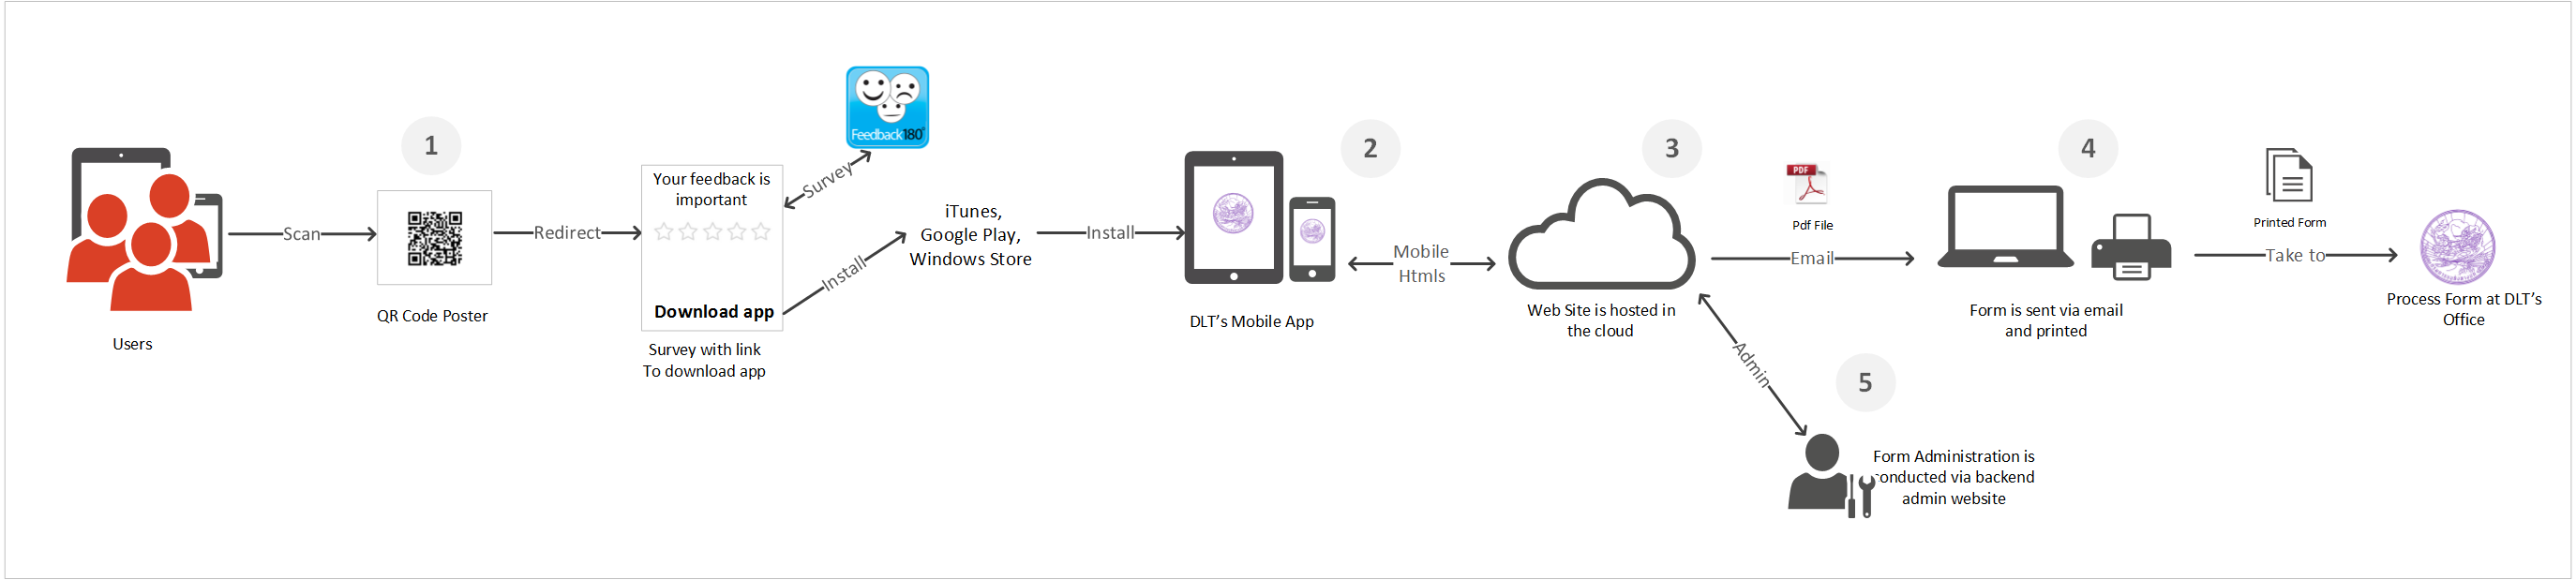 Users
Scan
1
QR Code Poster
Redirect
Your feedback is
important
Download app
Survey with link
To download app
Survey
Feedback180°
Install
iTunes,
Google Play,
Windows Store
Install
2
DLT's Mobile App
Mobile
Htmls
3
Web Site is hosted in
the cloud
PDF
Pdf File
Email
4
Form is sent via email
and printed
Printed Form
Take to
Process Form at DLT's
Office
Admin
5
Form Administration is
conducted via backend
admin website